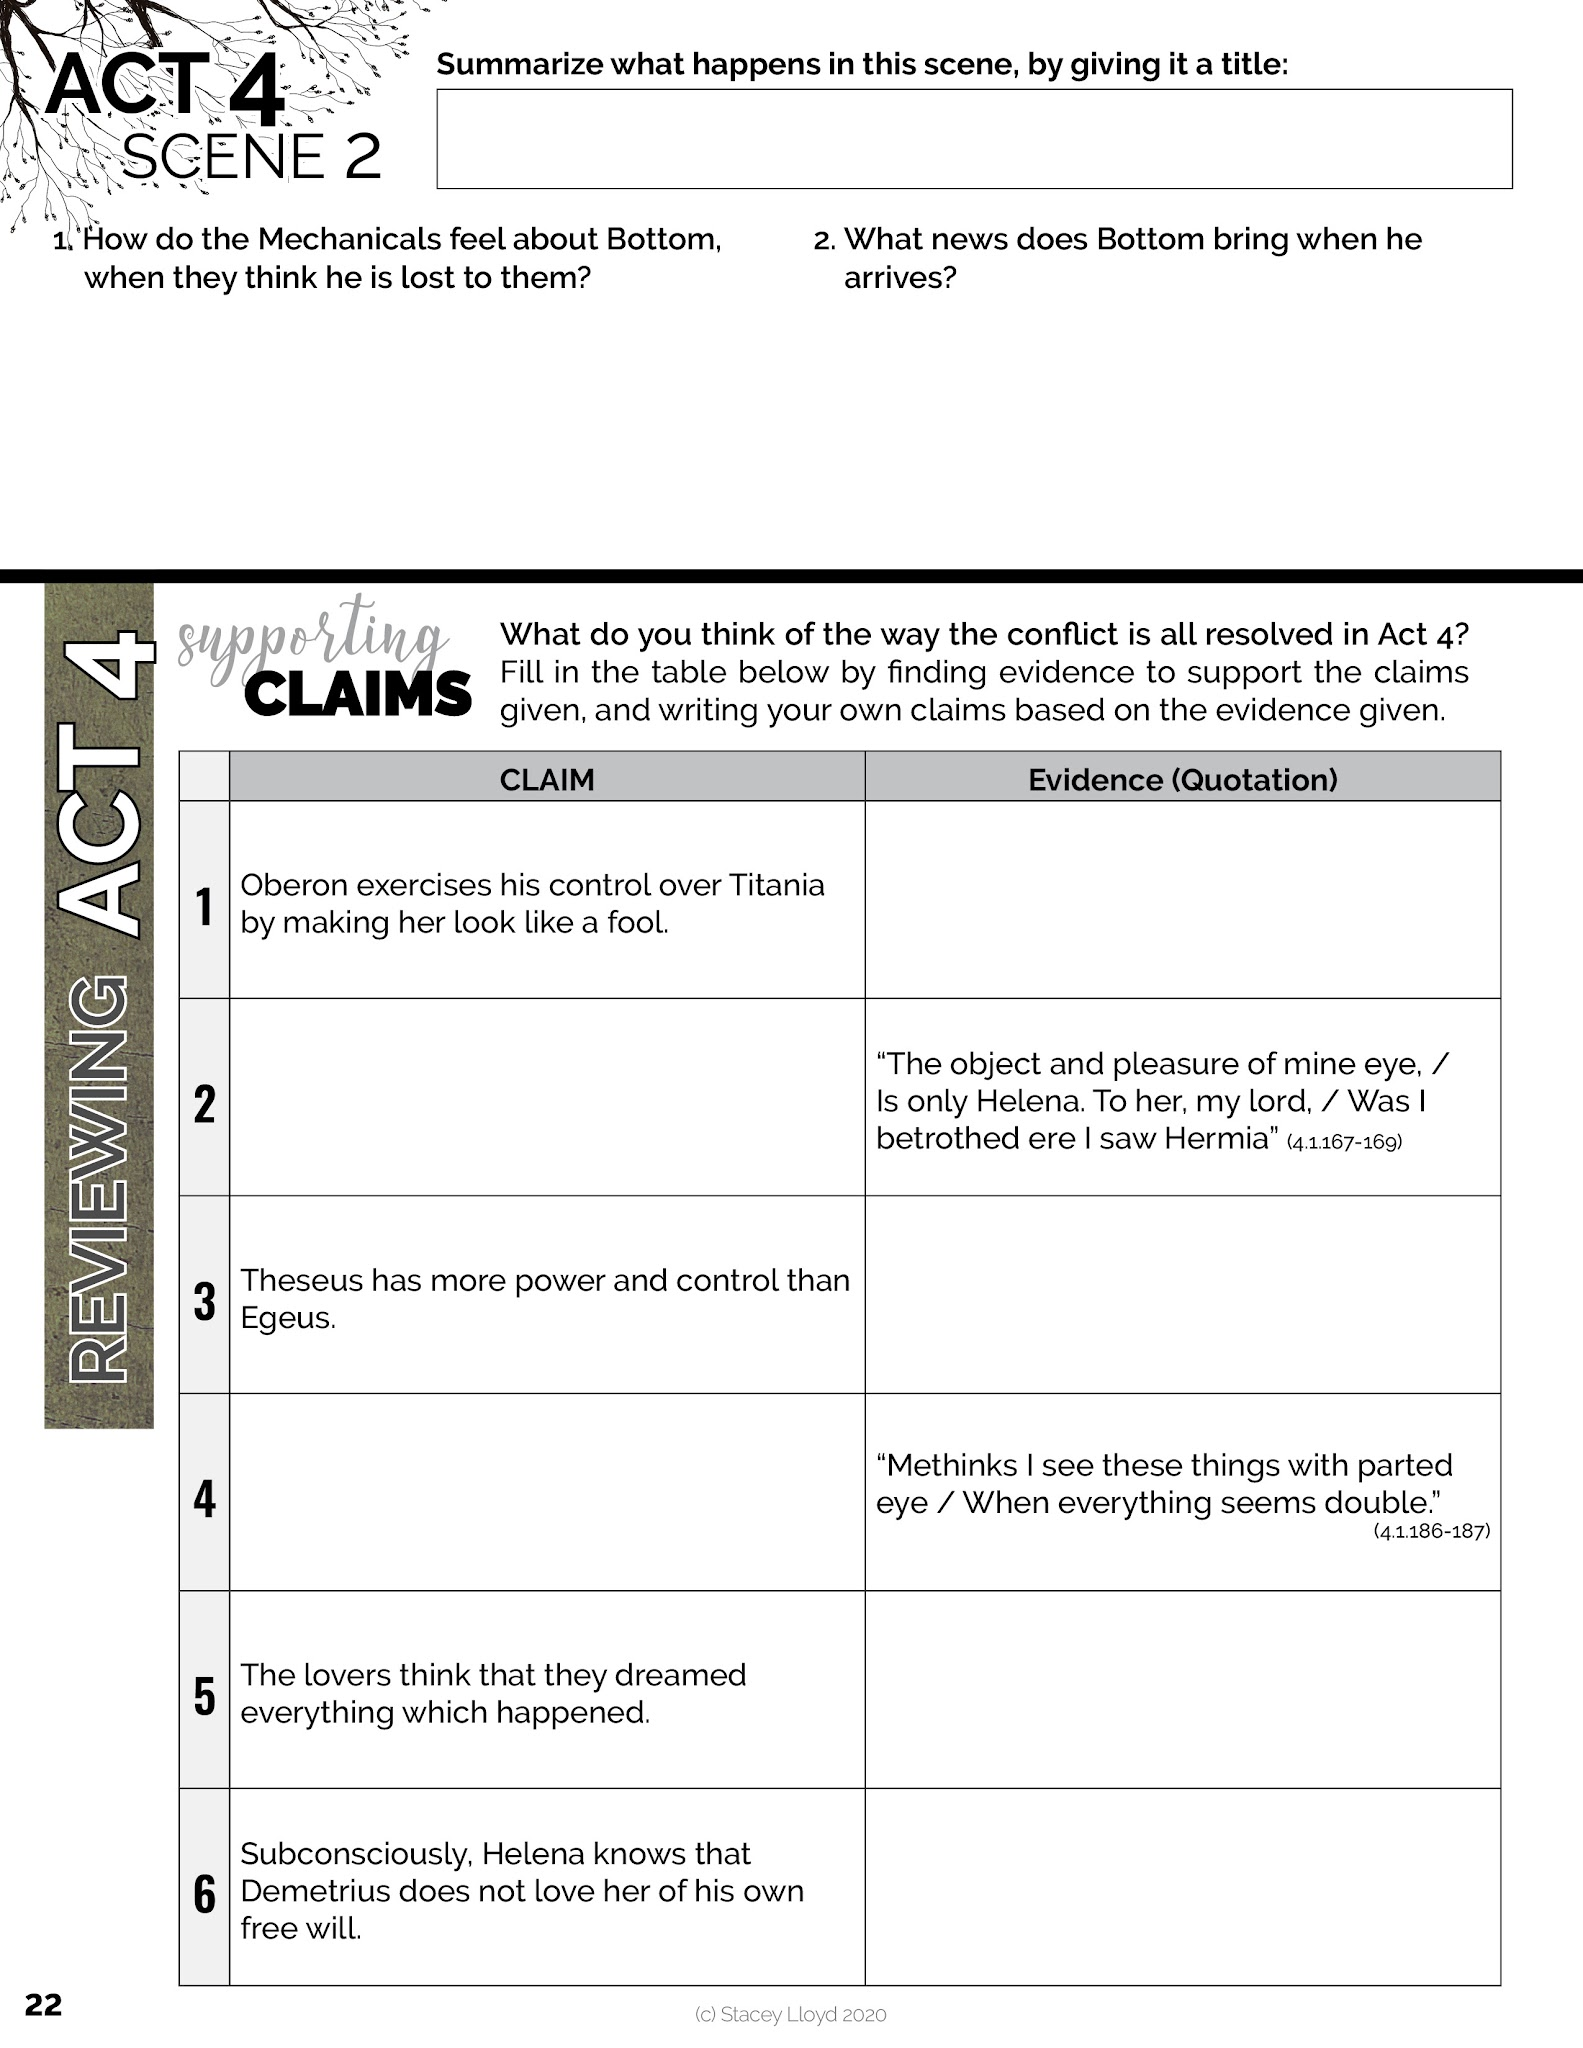 ACT 4
SCENE 2
Summarize what happens in this scene, by giving it a title:
1. How do the Mechanicals feel about Bottom,
when they think he is lost to them?
2. What news does Bottom bring when he
arrives?
REVIEWING ACT 4
supporting
CLAIMS
What do you think of the way the conflict is all resolved in Act 4?
Fill in the table below by finding evidence to support the claims
given, and writing your own claims based on the evidence given.
CLAIM
Evidence (Quotation)
1
Oberon exercises his control over Titania
by making her look like a fool.
2
“The object and pleasure of mine eye, /
Is only Helena. To her, my lord, / Was I
betrothed ere I saw Hermia” (4.1.167-169)
3
Theseus has more power and control than
Egeus.
4
“Methinks I see these things with parted
eye / When everything seems double.”
(4.1.186-187)
5
The lovers think that they dreamed
everything which happened.
6
Subconsciously, Helena knows that
Demetrius does not love her of his own
free will.
22
(c) Stacey Lloyd 2020